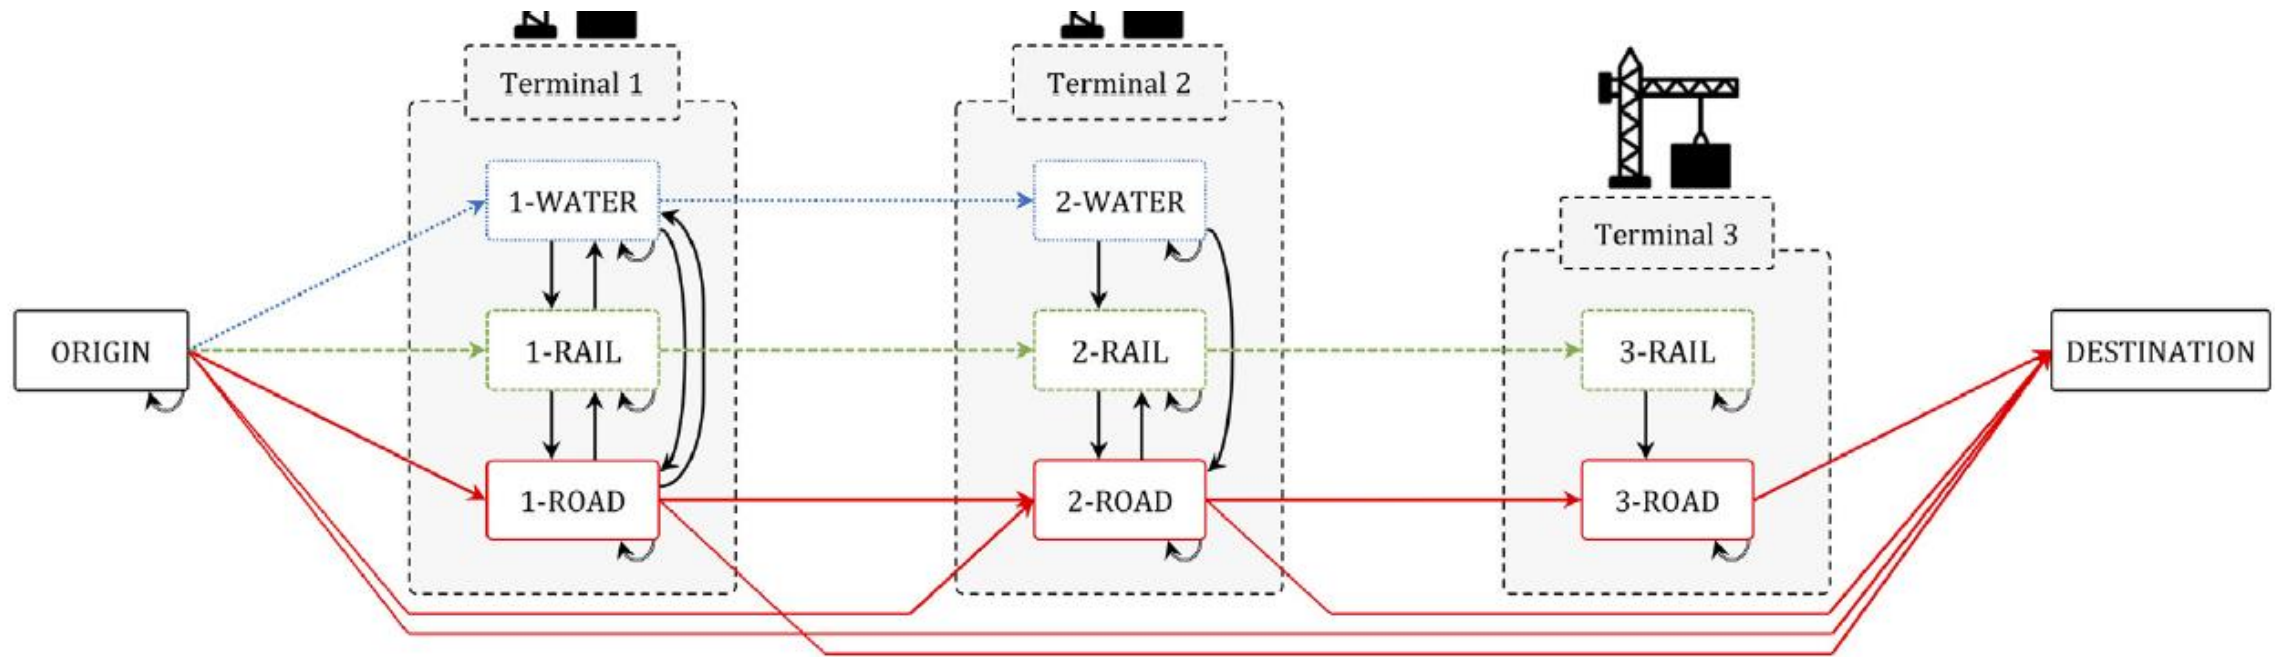 Terminal 1
Terminal 2
Terminal 3
1-WATER
2-WATER
ORIGIN
1-RAIL
2-RAIL
3-RAIL
DESTINATION
1-ROAD
2-ROAD
3-ROAD